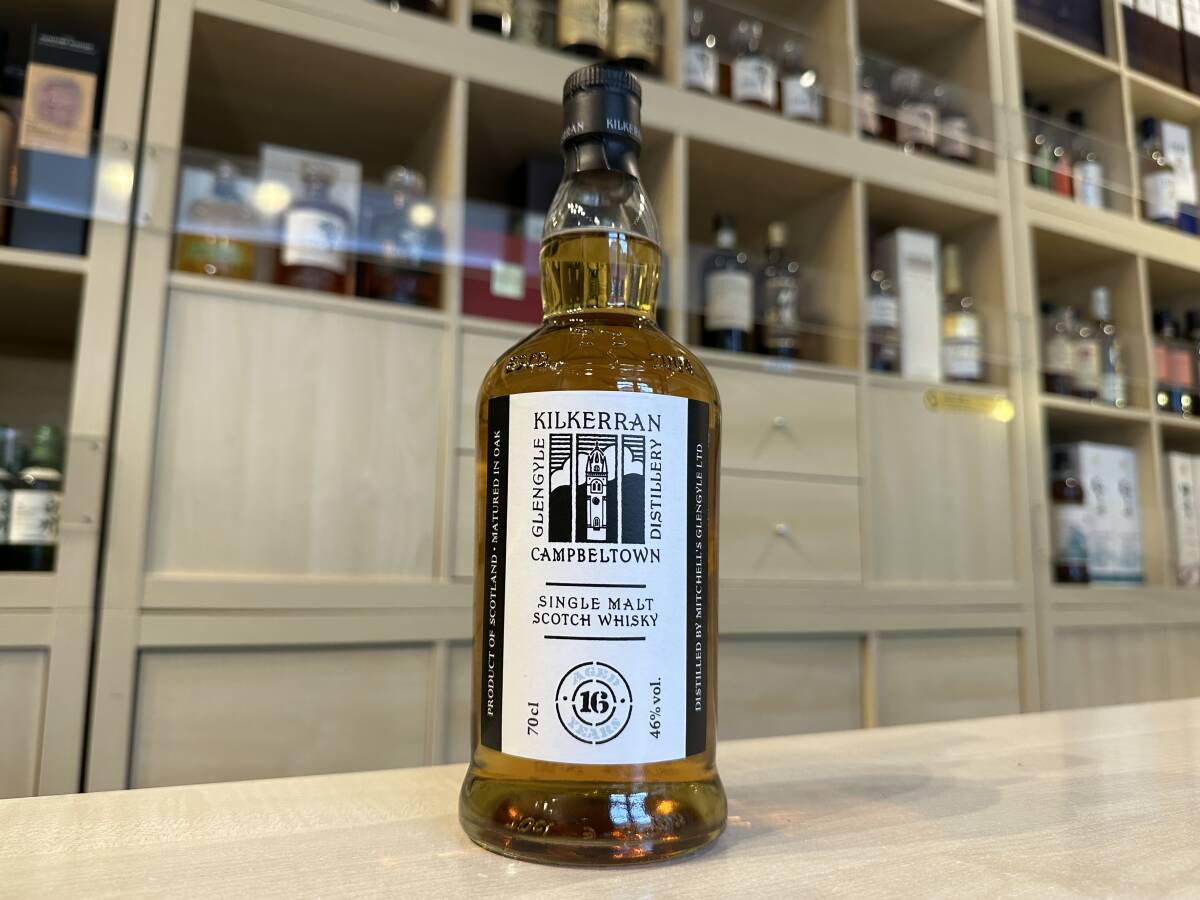 KILKERRAN
GLENGYLE
DISTILLERY
CAMPBELTOWN
SINGLE MALT
SCOTCH WHISKY
AGED
16
YEARS
70cl
46% vol.
PRODUCT OF SCOTLAND • MATURED IN OAK
DISTILLED BY MITCHELL'S GLENGYLE LTD